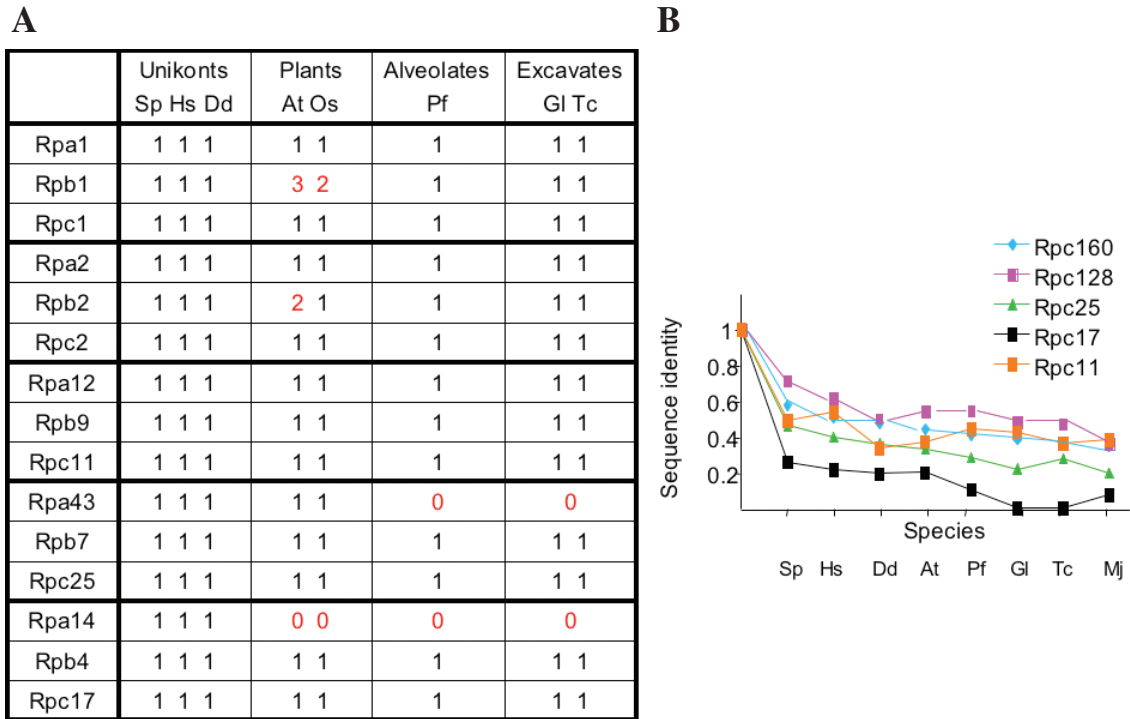 A
Unikonts Plants Alveolates Excavates
Sp Hs Dd At Os Pf Gl Tc
Rpa1 1 1 1 1 1 1 1 1
Rpb1 1 1 1 3 2 1 1 1
Rpc1 1 1 1 1 1 1 1 1
Rpa2 1 1 1 1 1 1 1 1
Rpb2 1 1 1 2 1 1 1 1
Rpc2 1 1 1 1 1 1 1 1
Rpa12 1 1 1 1 1 1 1 1
Rpb9 1 1 1 1 1 1 1 1
Rpc11 1 1 1 1 1 1 1 1
Rpa43 1 1 1 1 1 0 0
Rpb7 1 1 1 1 1 1 1 1
Rpc25 1 1 1 1 1 1 1 1
Rpa14 1 1 1 0 0 0 0
Rpb4 1 1 1 1 1 1 1 1
Rpc17 1 1 1 1 1 1 1 1
B
Rpc160
Rpc128
Rpc25
Rpc17
Rpc11
Sequence identity
1
0.8
0.6
0.4
0.2
Species
Sp Hs Dd At Pf Gl Tc Mj